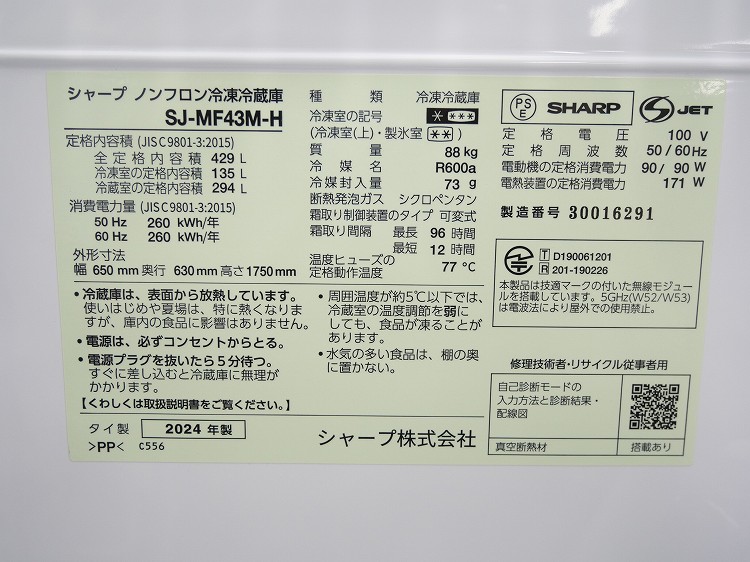 シャープ ノンフロン冷凍冷蔵庫
SJ-MF43M-H
定格内容積 (JIS C9801-3:2015)
全定格内容積 429 L
冷凍室の定格内容積 135 L
冷蔵室の定格内容積 294 L
消費電力量 (JIS C9801-3:2015)
50 Hz 260 kWh/年
60 Hz 260 kWh/年
外形寸法
幅 650 mm 奥行 630 mm 高さ 1750 mm
種類 冷凍冷蔵庫
冷凍室の記号 * ***
(冷凍室(上)・製氷室 **)
質量 88 kg
冷媒名 R600a
冷媒封入量 73 g
断熱発泡ガス シクロペンタン
霜取り制御装置のタイプ 可変式
霜取り間隔 最長 96 時間
最短 12 時間
温度ヒューズの
定格動作温度 77 ℃
PS
E
SHARP
S JET
定格電圧 100 V
定格周波数 50/60 Hz
電動機の定格消費電力 90/90 W
電熱装置の定格消費電力 171 W
製造番号 30016291
T D190061201
R 201-190226
本製品は技適マークの付いた無線モジュー
ルを搭載しています。5GHz(W52/W53)
は電波法により屋外での使用禁止。
・冷蔵庫は、表面から放熱しています。
使いはじめや夏場は、特に熱くなりま
すが、庫内の食品に影響はありません。
・電源は、必ずコンセントからとる。
・電源プラグを抜いたら5分待つ。
すぐに差し込むと冷蔵庫に無理が
かかります。
【くわしくは取扱説明書をご覧ください。】
・周囲温度が約5℃以下では、
冷蔵室の温度調節を弱に
しても、食品が凍ることが
あります。
・水気の多い食品は、棚の奥
に置かない。
修理技術者・リサイクル従事者用
自己診断モードの
入力方法と診断結果・
配線図
真空断熱材 搭載あり
タイ製 2024 年製
>PP< C556
シャープ株式会社